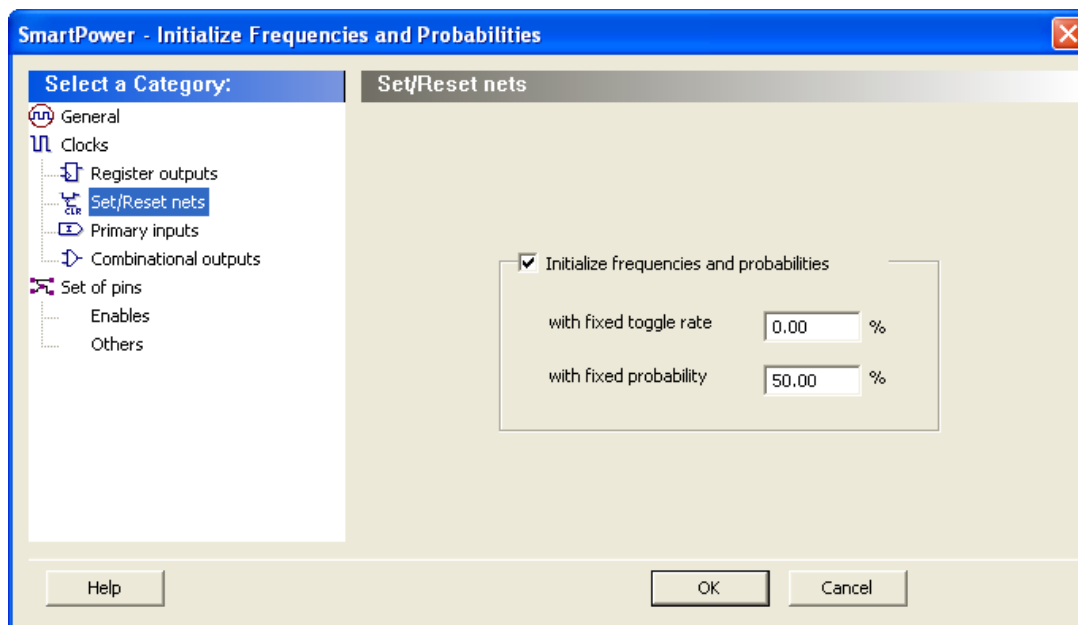 SmartPower - Initialize Frequencies and Probabilities
Select a Category:
Set/Reset nets
General
Clocks
Register outputs
CLR
Set/Reset nets
Primary inputs
Combinational outputs
Set of pins
Enables
Others
Initialize frequencies and probabilities
with fixed toggle rate 0.00 %
with fixed probability 50.00 %
Help OK Cancel